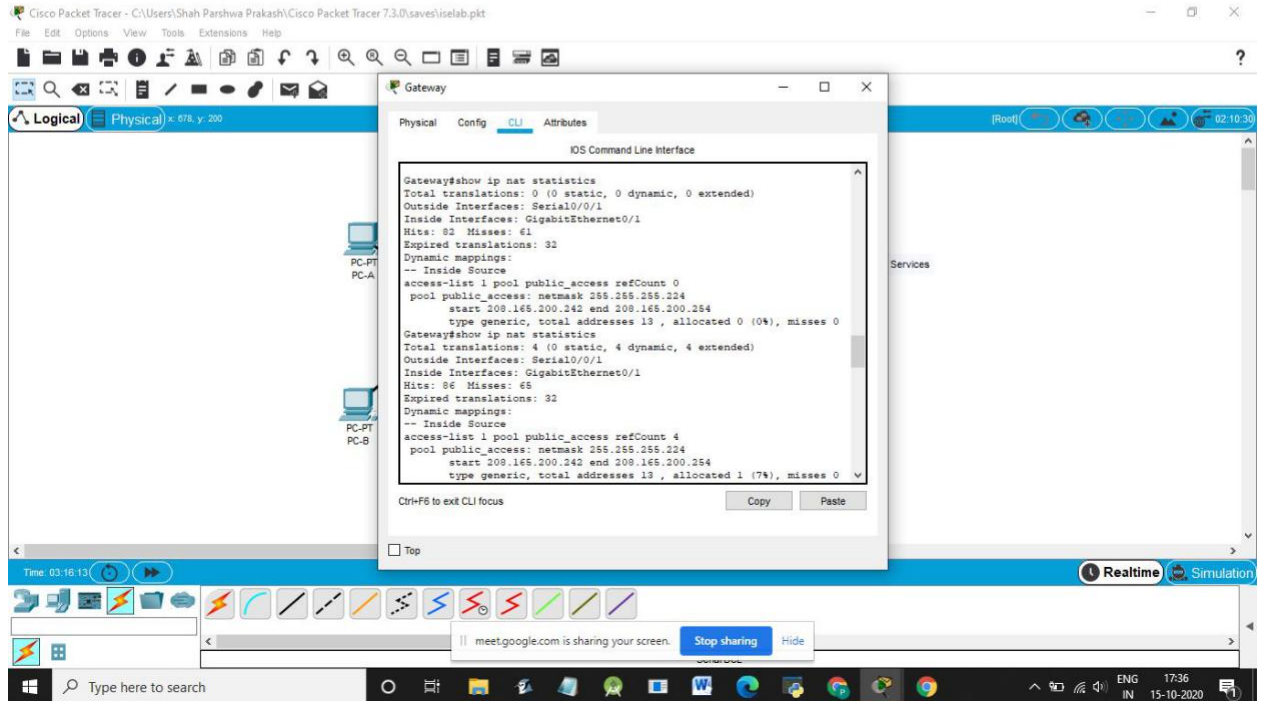 Cisco Packet Tracer - C:\Users\Shah Parshwa Prakash\Cisco Packet Tracer 7.3.0\saves\iselab.pkt
File Edit Options View Tools Extensions Help
?
Logical
Physical x: 678, y: 200
[Root]
02:10:30
Gateway
Physical Config CLI Attributes
IOS Command Line Interface
Gateway#show ip nat statistics
Total translations: 0 (0 static, 0 dynamic, 0 extended)
Outside Interfaces: Serial0/0/1
Inside Interfaces: GigabitEthernet0/1
Hits: 82 Misses: 61
Expired translations: 32
Dynamic mappings:
-- Inside Source
access-list 1 pool public_access refCount 0
pool public_access: netmask 255.255.255.224
start 208.165.200.242 end 208.165.200.254
type generic, total addresses 13 , allocated 0 (0%), misses 0
Gateway#show ip nat statistics
Total translations: 4 (0 static, 4 dynamic, 4 extended)
Outside Interfaces: Serial0/0/1
Inside Interfaces: GigabitEthernet0/1
Hits: 86 Misses: 65
Expired translations: 32
Dynamic mappings:
-- Inside Source
access-list 1 pool public_access refCount 4
pool public_access: netmask 255.255.255.224
start 208.165.200.242 end 208.165.200.254
type generic, total addresses 13 , allocated 1 (7%), misses 0
Ctrl+F6 to exit CLI focus
Copy
Paste
Top
PC-PT
PC-A
PC-PT
PC-B
Services
Time: 03:16:13
Realtime
Simulation
meet.google.com is sharing your screen. Stop sharing Hide
Type here to search
ENG
IN
17:36
15-10-2020